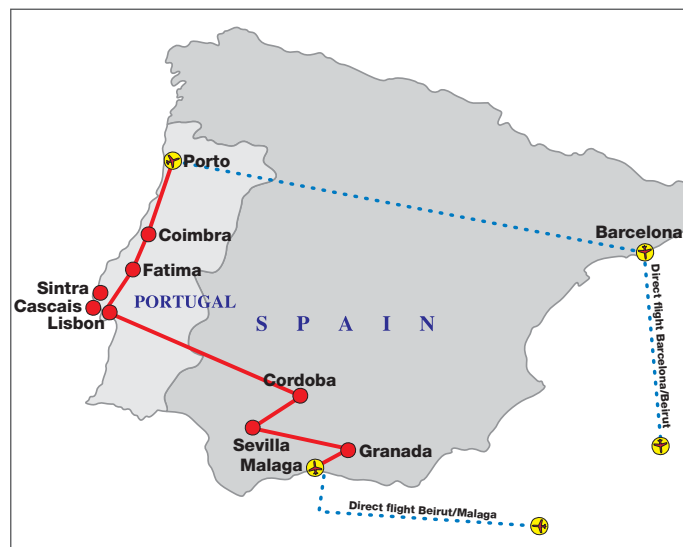 Porto
Barcelona
Coimbra
Fatima
Sintra
Cascais
Lisbon
PORTUGAL
SPAIN
Direct flight Barcelona/Beirut
Cordoba
Sevilla
Granada
Malaga
Direct flight Beirut/Malaga